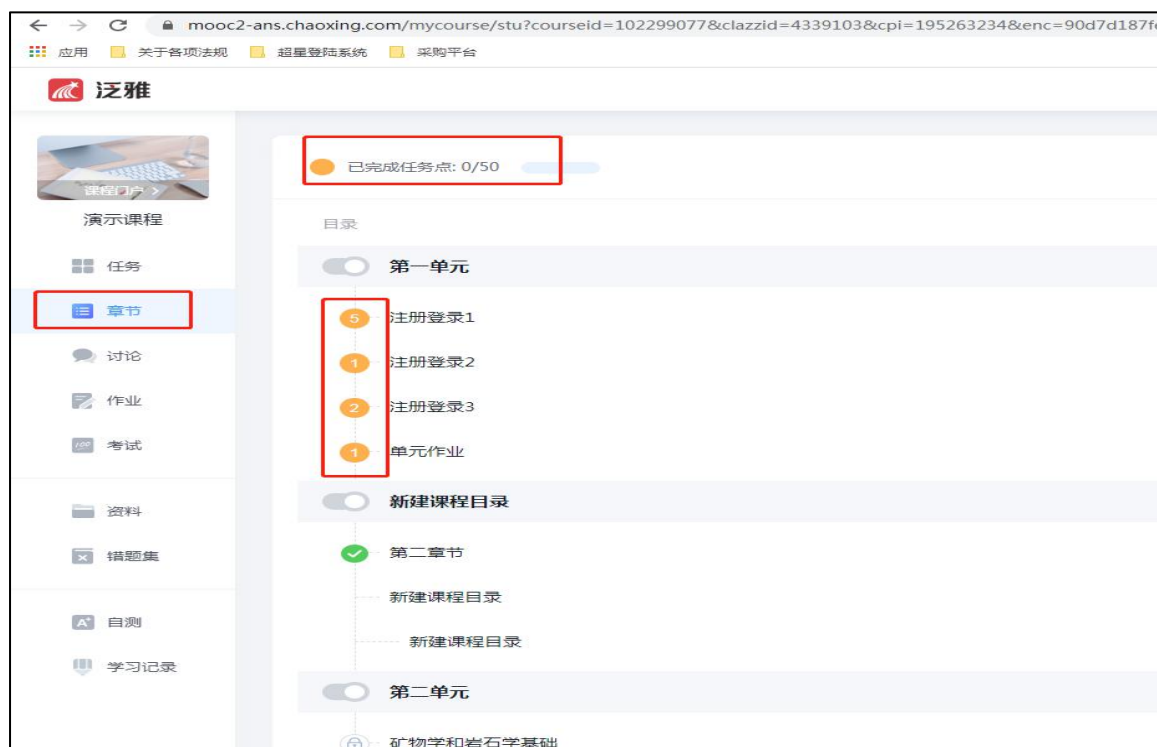 mooc2-ans.chaoxing.com/mycourse/stu?courseid=102299077&clazzid=4339103&cpi=195263234&enc=90d7d187f
应用 关于各项法规 超星登陆系统 采购平台
泛雅
课程门户 >
演示课程
任务
章节
讨论
作业
考试
资料
错题集
自测
学习记录
已完成任务点: 0/50
目录
第一单元
5 注册登录1
1 注册登录2
2 注册登录3
1 单元作业
新建课程目录
第二章节
新建课程目录
新建课程目录
第二单元
矿物学和岩石学基础